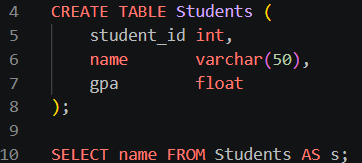 4 CREATE TABLE Students (
5     student_id int,
6     name       varchar(50),
7     gpa        float
8 );
9
10 SELECT name FROM Students AS s;